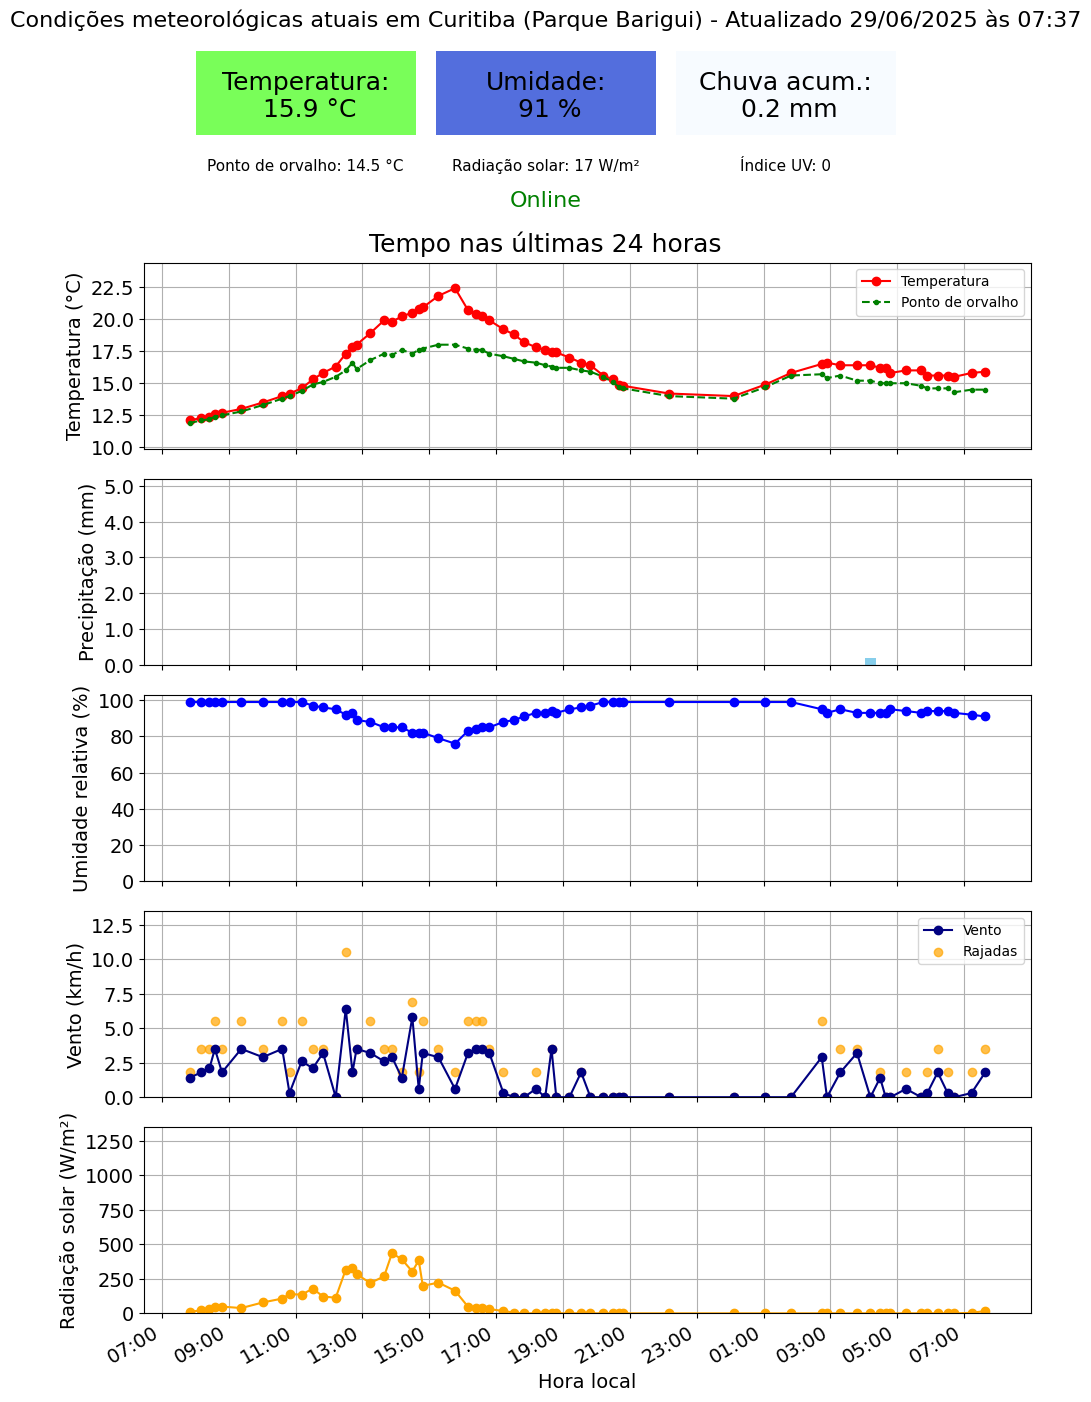 Condições meteorológicas atuais em Curitiba (Parque Barigui) - Atualizado 29/06/2025 às 07:37
Temperatura:
15.9 °C
Umidade:
91 %
Chuva acum.:
0.2 mm
Ponto de orvalho: 14.5 °C
Radiação solar: 17 W/m²
Índice UV: 0
Online
Tempo nas últimas 24 horas
Temperatura (°C)
22.5
20.0
17.5
15.0
12.5
10.0
Temperatura
Ponto de orvalho
Precipitação (mm)
5.0
4.0
3.0
2.0
1.0
0.0
Umidade relativa (%)
100
80
60
40
20
0
Vento (km/h)
12.5
10.0
7.5
5.0
2.5
0.0
Vento
Rajadas
Radiação solar (W/m²)
1250
1000
750
500
250
0
07:00
09:00
11:00
13:00
15:00
17:00
19:00
21:00
23:00
01:00
03:00
05:00
07:00
Hora local